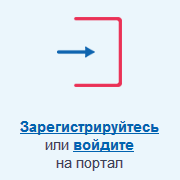 Зарегистрируйтесь
или войдите
на портал